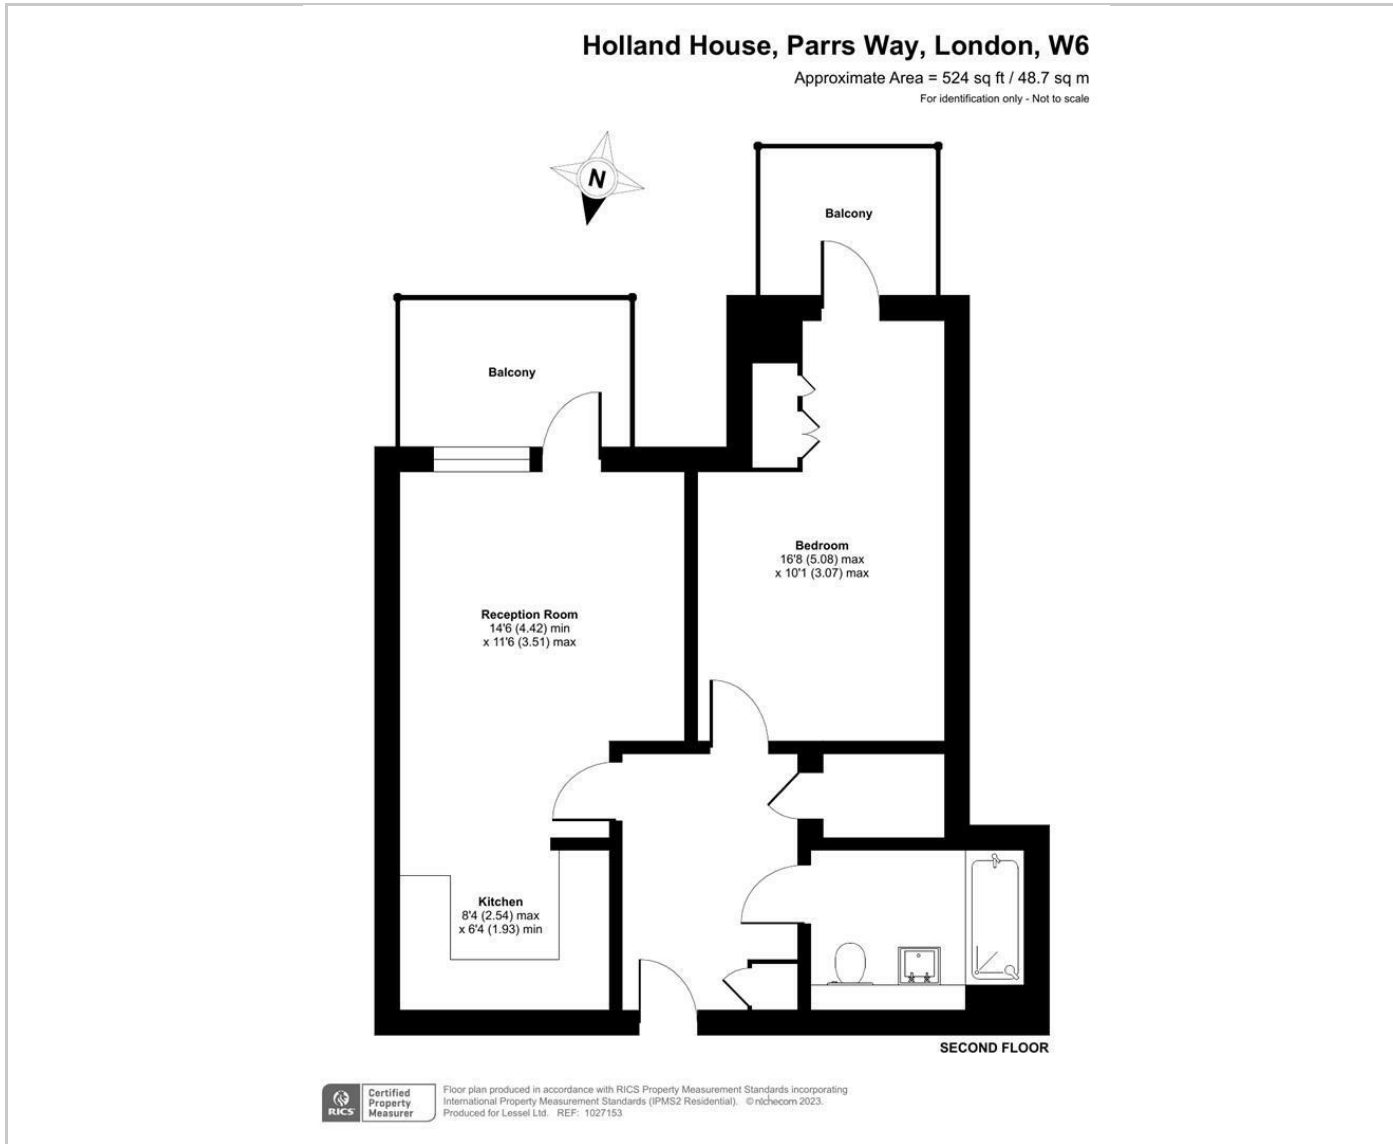 Holland House, Parrs Way, London, W6
Approximate Area = 524 sq ft / 48.7 sq m
For identification only - Not to scale
N
Balcony
Balcony
Bedroom
16'8 (5.08) max
x 10'1 (3.07) max
Reception Room
14'6 (4.42) min
x 11'6 (3.51) max
Kitchen
8'4 (2.54) max
x 6'4 (1.93) min
SECOND FLOOR
RICS
Certified
Property
Measurer
Floor plan produced in accordance with RICS Property Measurement Standards incorporating
International Property Measurement Standards (IPMS2 Residential). © nichecom 2023.
Produced for Lessel Ltd. REF: 1027153